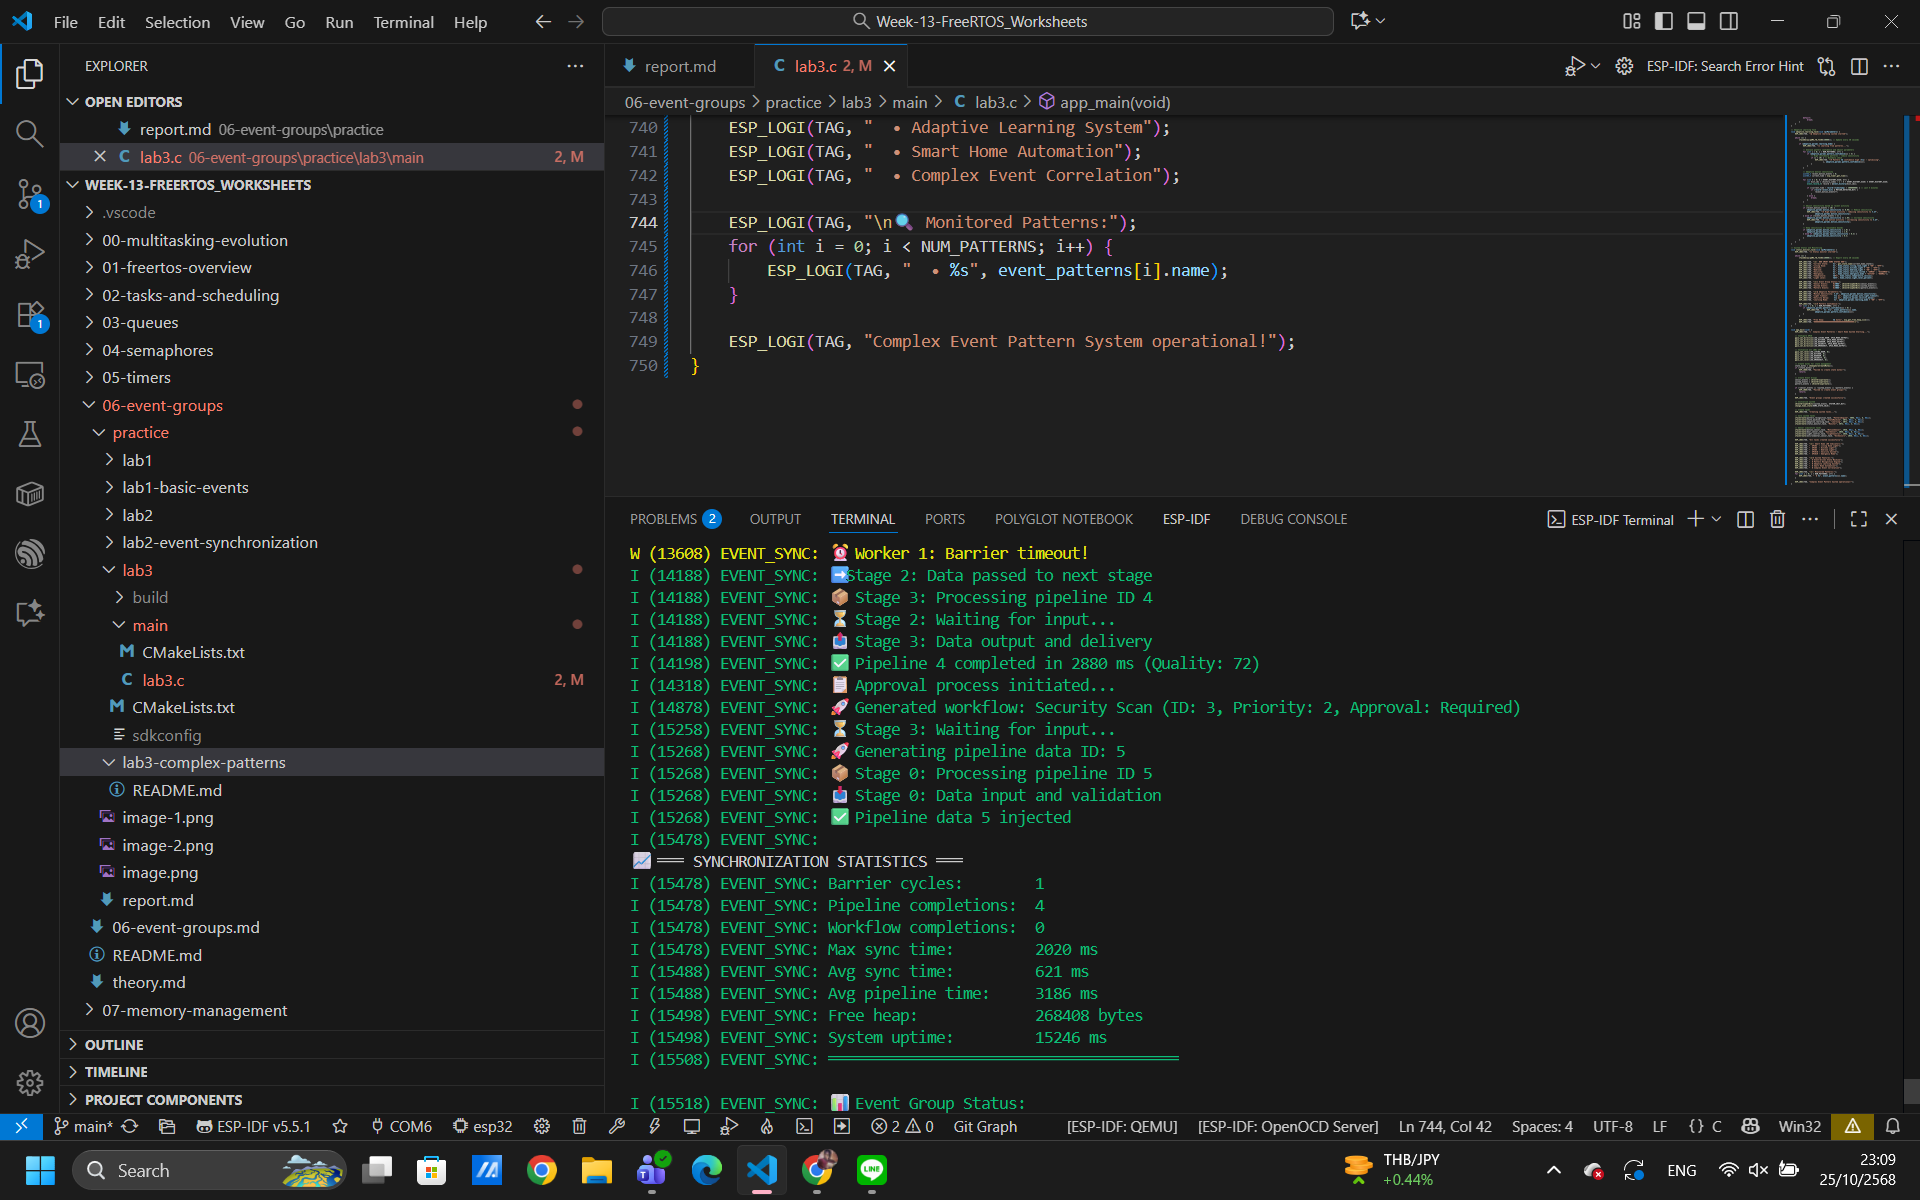 File Edit Selection View Go Run Terminal Help
Week-13-FreeRTOS_Worksheets
EXPLORER
OPEN EDITORS
report.md 06-event-groups\practice
lab3.c 06-event-groups\practice\lab3\main 2, M
WEEK-13-FREERTOS_WORKSHEETS
.vscode
00-multitasking-evolution
01-freertos-overview
02-tasks-and-scheduling
03-queues
04-semaphores
05-timers
06-event-groups
practice
lab1
lab1-basic-events
lab2
lab2-event-synchronization
lab3
build
main
CMakeLists.txt
lab3.c 2, M
CMakeLists.txt
sdkconfig
lab3-complex-patterns
README.md
image-1.png
image-2.png
image.png
report.md
06-event-groups.md
README.md
theory.md
07-memory-management
OUTLINE
TIMELINE
PROJECT COMPONENTS
1
1
report.md
lab3.c 2, M
ESP-IDF: Search Error Hint
06-event-groups > practice > lab3 > main > C lab3.c > app_main(void)
740 ESP_LOGI(TAG, "  • Adaptive Learning System");
741 ESP_LOGI(TAG, "  • Smart Home Automation");
742 ESP_LOGI(TAG, "  • Complex Event Correlation");
743
744 ESP_LOGI(TAG, "\n🔍 Monitored Patterns:");
745 for (int i = 0; i < NUM_PATTERNS; i++) {
746 ESP_LOGI(TAG, "  • %s", event_patterns[i].name);
747 }
748
749 ESP_LOGI(TAG, "Complex Event Pattern System operational!");
750 }
PROBLEMS 2 OUTPUT TERMINAL PORTS POLYGLOT NOTEBOOK ESP-IDF DEBUG CONSOLE
ESP-IDF Terminal
W (13608) EVENT_SYNC: ⏰ Worker 1: Barrier timeout!
I (14188) EVENT_SYNC: ➡️Stage 2: Data passed to next stage
I (14188) EVENT_SYNC: 📦 Stage 3: Processing pipeline ID 4
I (14188) EVENT_SYNC: ⏳ Stage 2: Waiting for input...
I (14188) EVENT_SYNC: 📤 Stage 3: Data output and delivery
I (14198) EVENT_SYNC: ✅ Pipeline 4 completed in 2880 ms (Quality: 72)
I (14318) EVENT_SYNC: 📋 Approval process initiated...
I (14878) EVENT_SYNC: 🚀 Generated workflow: Security Scan (ID: 3, Priority: 2, Approval: Required)
I (15258) EVENT_SYNC: ⏳ Stage 3: Waiting for input...
I (15268) EVENT_SYNC: 🚀 Generating pipeline data ID: 5
I (15268) EVENT_SYNC: 📦 Stage 0: Processing pipeline ID 5
I (15268) EVENT_SYNC: 📥 Stage 0: Data input and validation
I (15268) EVENT_SYNC: ✅ Pipeline data 5 injected
I (15478) EVENT_SYNC:
📈 ═══ SYNCHRONIZATION STATISTICS ═══
I (15478) EVENT_SYNC: Barrier cycles: 1
I (15478) EVENT_SYNC: Pipeline completions: 4
I (15478) EVENT_SYNC: Workflow completions: 0
I (15478) EVENT_SYNC: Max sync time: 2020 ms
I (15488) EVENT_SYNC: Avg sync time: 621 ms
I (15488) EVENT_SYNC: Avg pipeline time: 3186 ms
I (15498) EVENT_SYNC: Free heap: 268408 bytes
I (15498) EVENT_SYNC: System uptime: 15246 ms
I (15508) EVENT_SYNC: ═══════════════════════════════════════
I (15518) EVENT_SYNC: 📊 Event Group Status:
main* ESP-IDF v5.5.1 COM6 esp32 2 0 Git Graph [ESP-IDF: QEMU] [ESP-IDF: OpenOCD Server] Ln 744, Col 42 Spaces: 4 UTF-8 LF {} C Win32
Search
THB/JPY
+0.44%
ENG
23:09
25/10/2568